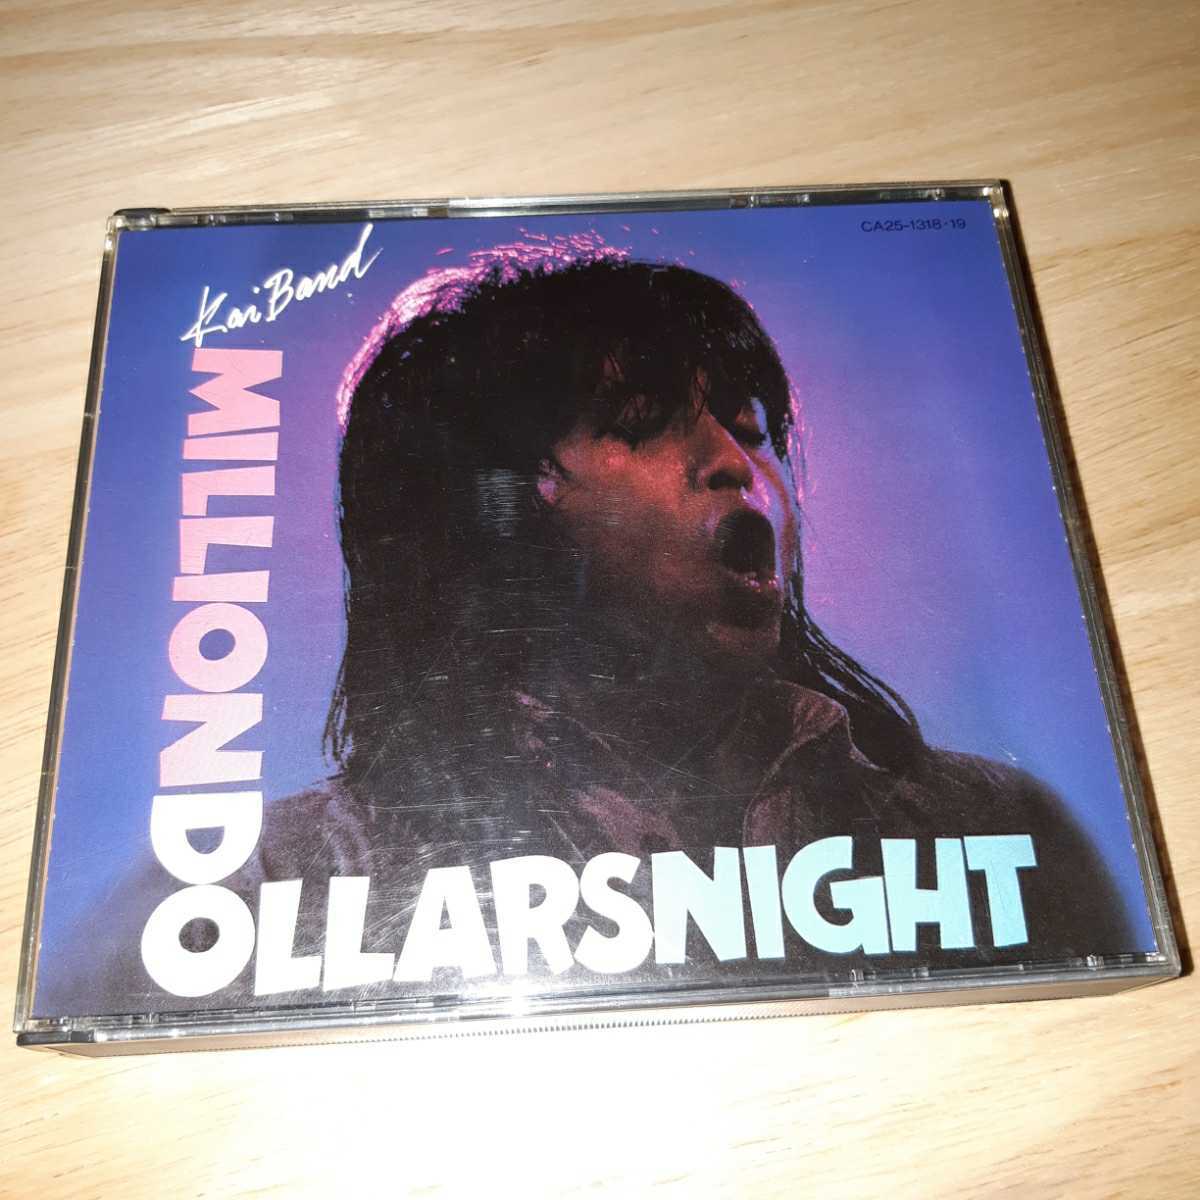 CA25-1318・19
Kai Band
MILLION
DOLLARS NIGHT